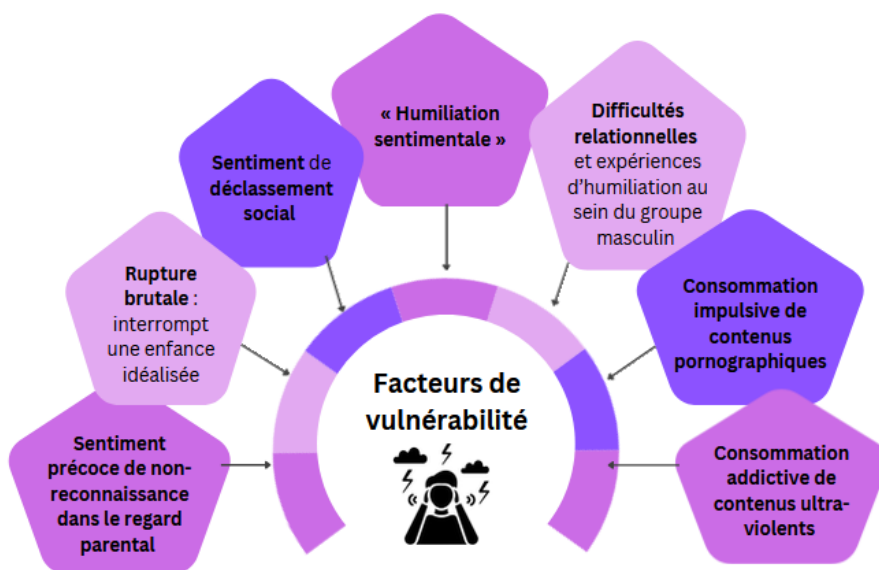 « Humiliation
sentimentale »
Difficultés
relationnelles
et expériences
d'humiliation au
sein du groupe
masculin
Sentiment de
déclassement
social
Rupture
brutale :
interrompt
une enfance
idéalisée
Consommation
impulsive de
contenus
pornographiques
Facteurs de
vulnérabilité
Sentiment
précoce de non-
reconnaissance
dans le regard
parental
Consommation
addictive de
contenus ultra-
violents